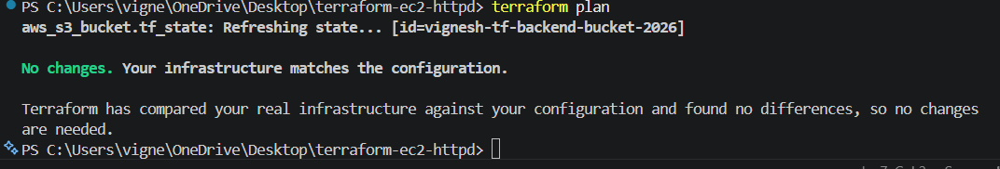 PS C:\Users\vigne\OneDrive\Desktop\terraform-ec2-httpd> terraform plan
aws_s3_bucket.tf_state: Refreshing state... [id=vignesh-tf-backend-bucket-2026]
No changes. Your infrastructure matches the configuration.
Terraform has compared your real infrastructure against your configuration and found no differences, so no changes
are needed.
PS C:\Users\vigne\OneDrive\Desktop\terraform-ec2-httpd>